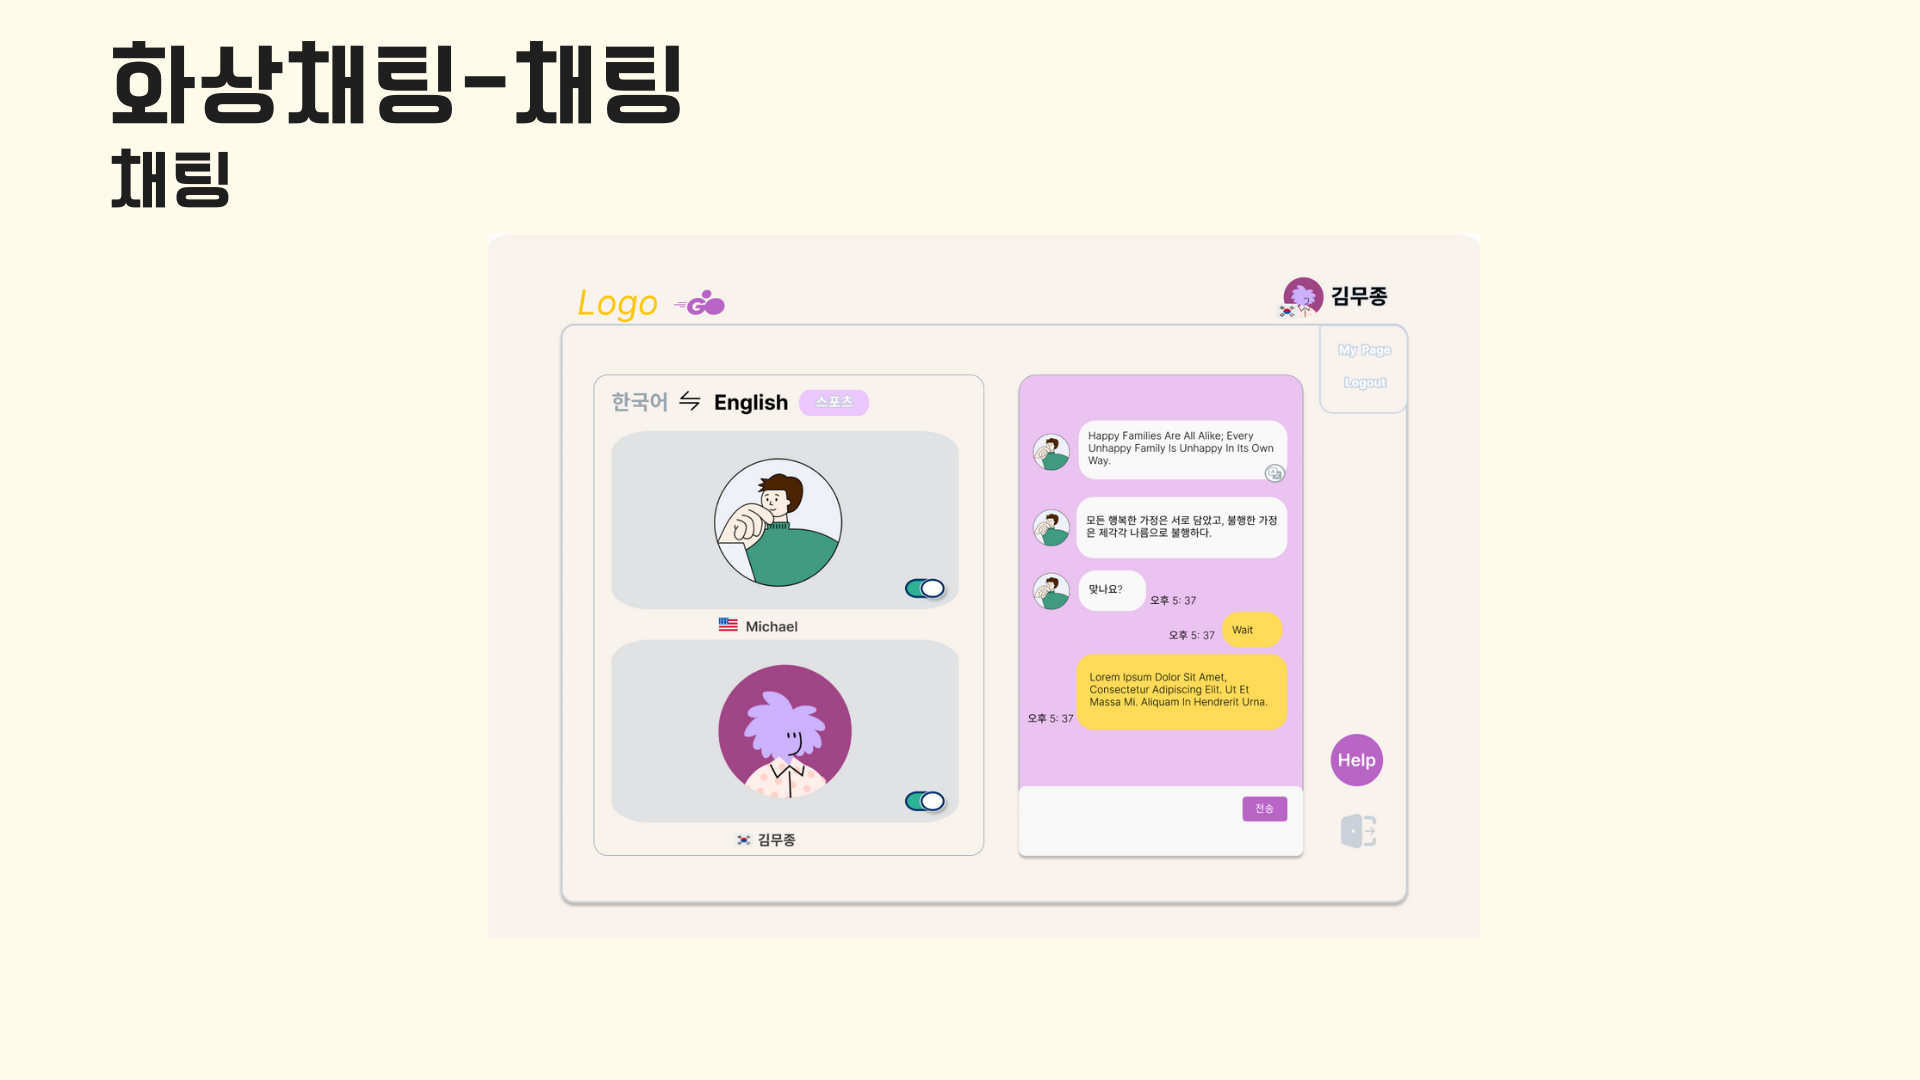 화상채팅-채팅
채팅
Logo
김무종
My Page
Logout
한국어 ⇋ English 스포츠
Michael
김무종
Happy Families Are All Alike; Every
Unhappy Family Is Unhappy In Its Own
Way.
모든 행복한 가정은 서로 담았고, 불행한 가정
은 제각각 나름으로 불행하다.
맞나요?
오후 5: 37
Wait
오후 5: 37
Lorem Ipsum Dolor Sit Amet,
Consectetur Adipiscing Elit. Ut Et
Massa Mi. Aliquam In Hendrerit Urna.
오후 5: 37
전송
Help